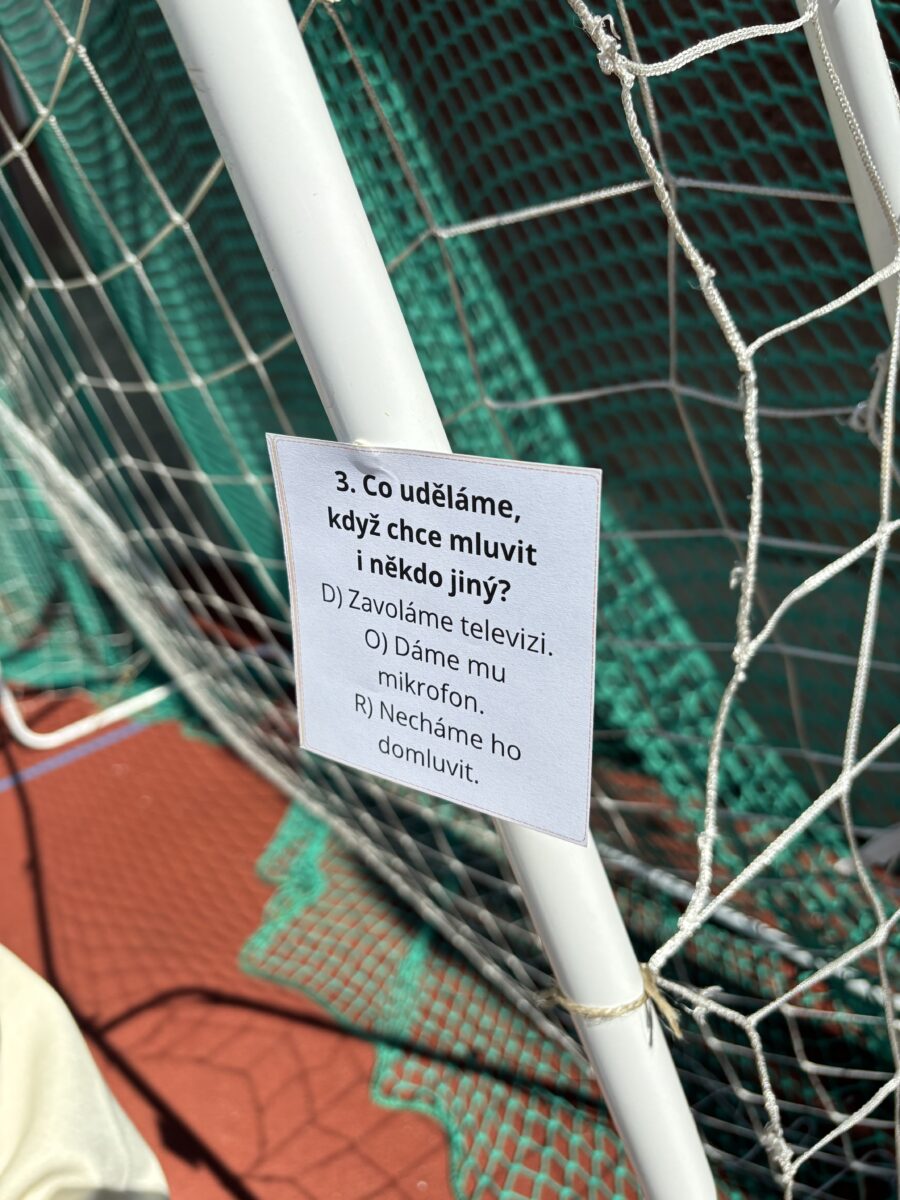 3. Co uděláme,
když chce mluvit
i někdo jiný?
D) Zavoláme televizi.
O) Dáme mu
mikrofon.
R) Necháme ho
domluvit.